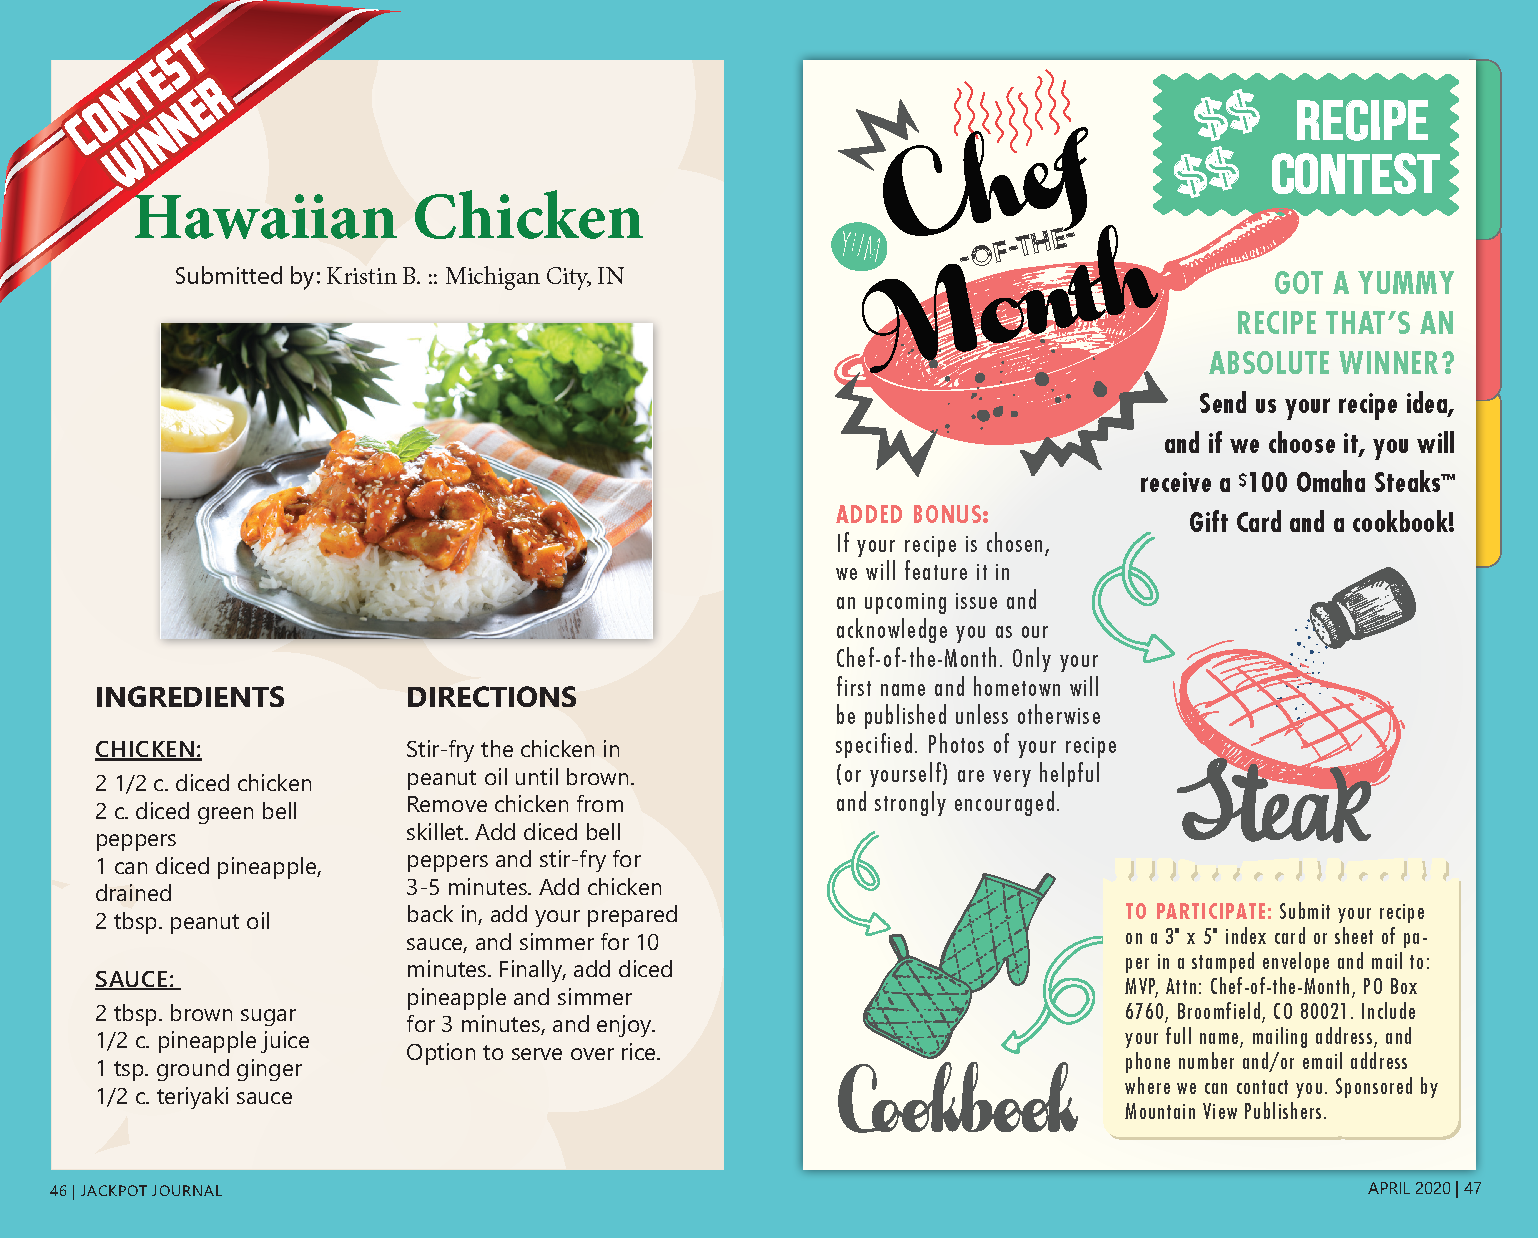 CONTEST
WINNER
Hawaiian Chicken
Submitted by: Kristin B. :: Michigan City, IN
INGREDIENTS
CHICKEN:
2 1/2 c. diced chicken
2 c. diced green bell
peppers
1 can diced pineapple,
drained
2 tbsp. peanut oil
SAUCE:
2 tbsp. brown sugar
1/2 c. pineapple juice
1 tsp. ground ginger
1/2 c. teriyaki sauce
DIRECTIONS
Stir-fry the chicken in
peanut oil until brown.
Remove chicken from
skillet. Add diced bell
peppers and stir-fry for
3-5 minutes. Add chicken
back in, add your prepared
sauce, and simmer for 10
minutes. Finally, add diced
pineapple and simmer
for 3 minutes, and enjoy.
Option to serve over rice.
46 | JACKPOT JOURNAL
Chef
-OF-THE-
Month
YUM
$$ RECIPE
$$ CONTEST
GOT A YUMMY
RECIPE THAT'S AN
ABSOLUTE WINNER?
Send us your recipe idea,
and if we choose it, you will
receive a $100 Omaha Steaks™
Gift Card and a cookbook!
ADDED BONUS:
If your recipe is chosen,
we will feature it in
an upcoming issue and
acknowledge you as our
Chef-of-the-Month. Only your
first name and hometown will
be published unless otherwise
specified. Photos of your recipe
(or yourself) are very helpful
and strongly encouraged.
Steak
Cookbook
TO PARTICIPATE: Submit your recipe
on a 3" x 5" index card or sheet of pa-
per in a stamped envelope and mail to:
MVP, Attn: Chef-of-the-Month, PO Box
6760, Broomfield, CO 80021. Include
your full name, mailing address, and
phone number and/or email address
where we can contact you. Sponsored by
Mountain View Publishers.
APRIL 2020 | 47